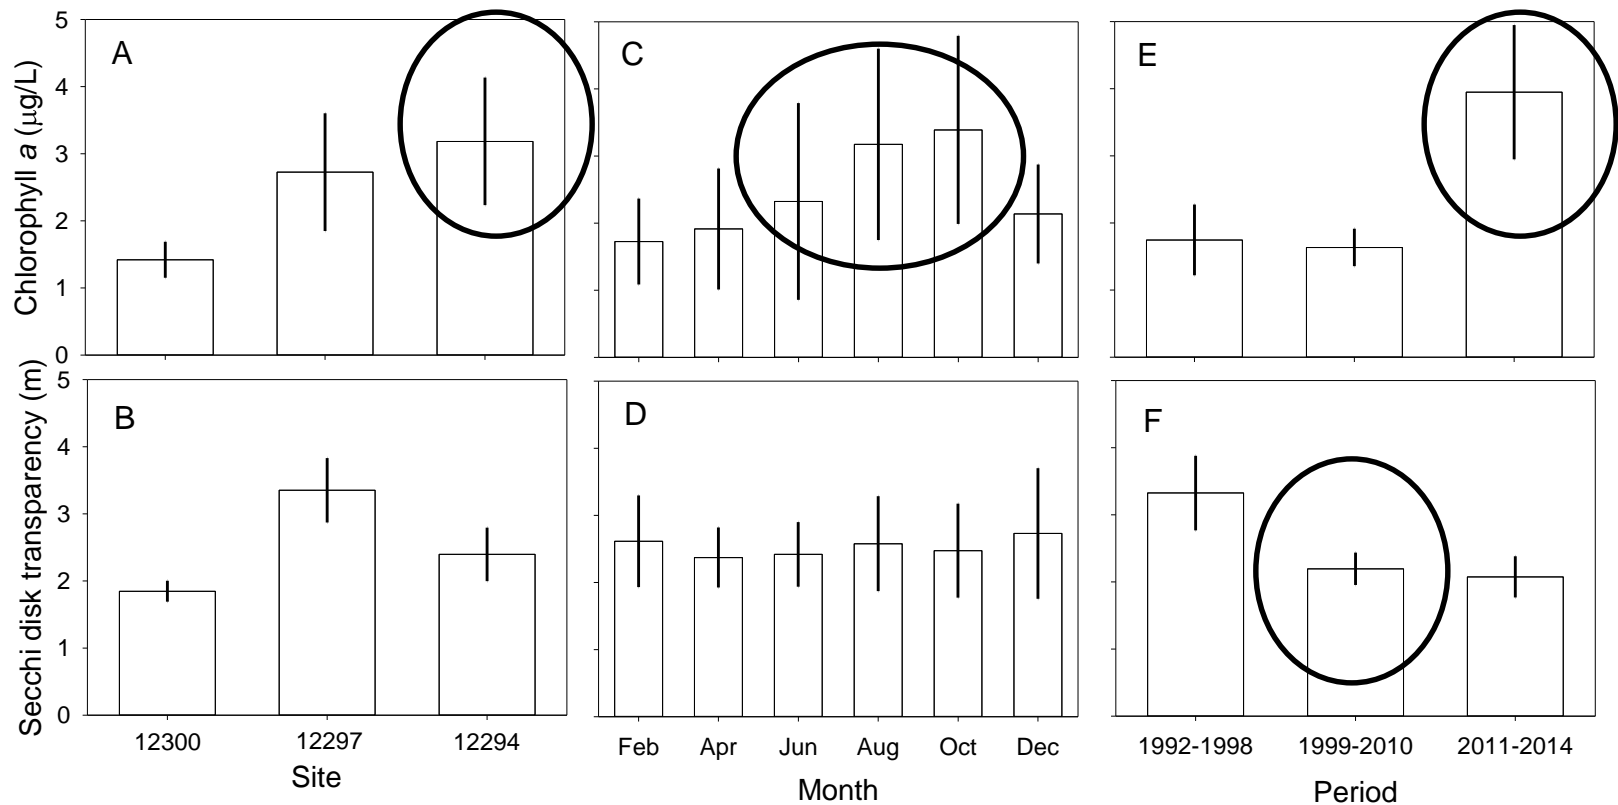 A
C
E
Chlorophyll a (μg/L)
5
4
3
2
1
0
B
D
F
Secchi disk transparency (m)
5
4
3
2
1
0
12300 12297 12294
Site
Feb Apr Jun Aug Oct Dec
Month
1992-1998 1999-2010 2011-2014
Period